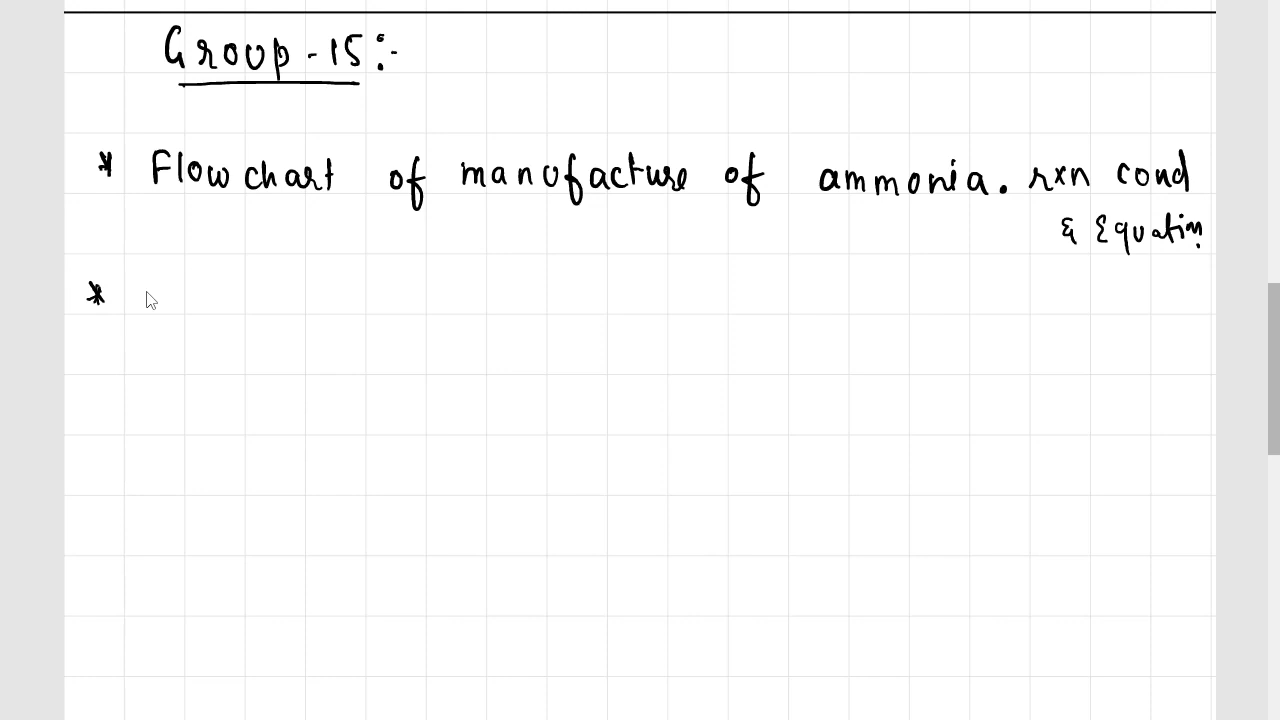 Group-15:-
* Flow chart of manufacture of ammonia. rxn cond
& Equation.
*